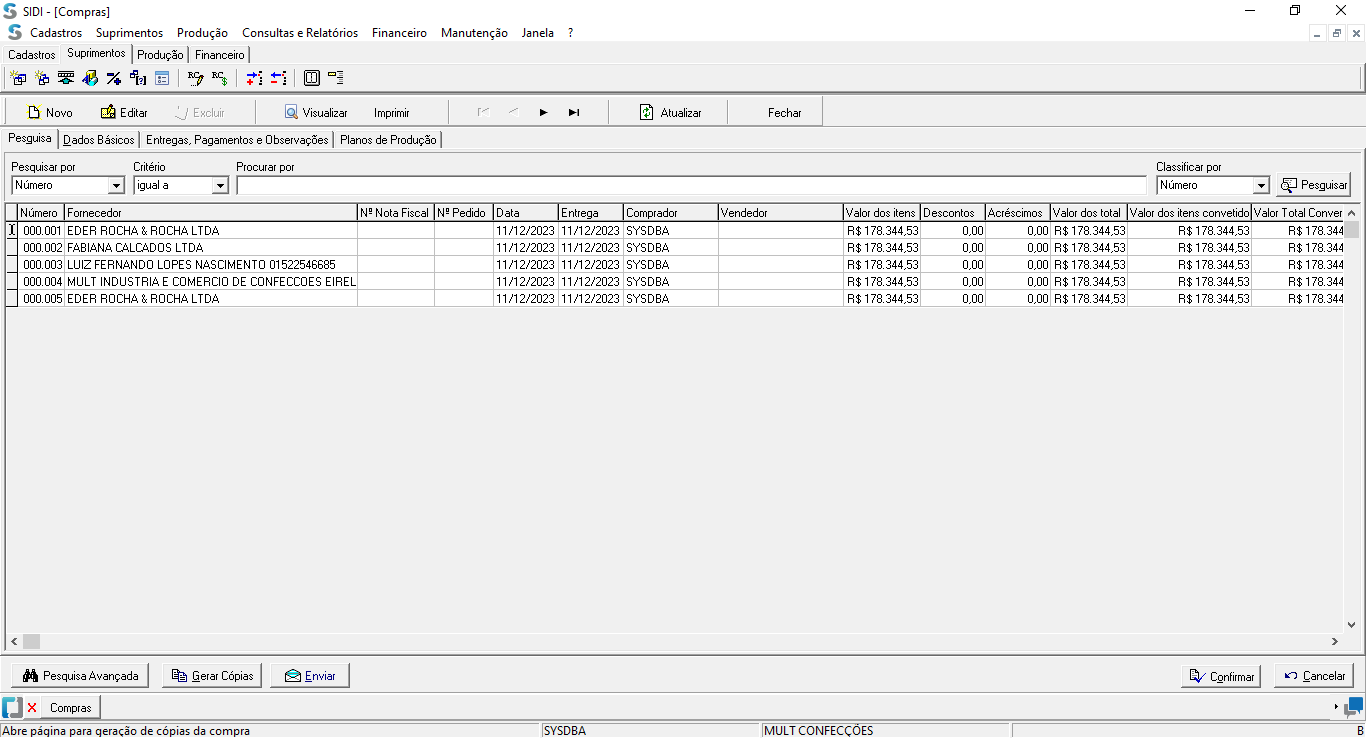 SIDI - [Compras]
Cadastros Suprimentos Produção Consultas e Relatórios Financeiro Manutenção Janela ?
Cadastros Suprimentos Produção Financeiro
Novo Editar Excluir Visualizar Imprimir Atualizar Fechar
Pesquisa Dados Básicos Entregas, Pagamentos e Observações Planos de Produção
Pesquisar por Critério Procurar por Classificar por
Número igual a Número Pesquisar
Número Fornecedor Nº Nota Fiscal Nº Pedido Data Entrega Comprador Vendedor Valor dos itens Descontos Acréscimos Valor dos total Valor dos itens convetido Valor Total Conver
000.001 EDER ROCHA & ROCHA LTDA 11/12/2023 11/12/2023 SYSDBA R$ 178.344,53 0,00 0,00 R$ 178.344,53 R$ 178.344,53 R$ 178.344
000.002 FABIANA CALCADOS LTDA 11/12/2023 11/12/2023 SYSDBA R$ 178.344,53 0,00 0,00 R$ 178.344,53 R$ 178.344,53 R$ 178.344
000.003 LUIZ FERNANDO LOPES NASCIMENTO 01522546685 11/12/2023 11/12/2023 SYSDBA R$ 178.344,53 0,00 0,00 R$ 178.344,53 R$ 178.344,53 R$ 178.344
000.004 MULT INDUSTRIA E COMERCIO DE CONFECCOES EIREL 11/12/2023 11/12/2023 SYSDBA R$ 178.344,53 0,00 0,00 R$ 178.344,53 R$ 178.344,53 R$ 178.344
000.005 EDER ROCHA & ROCHA LTDA 11/12/2023 11/12/2023 SYSDBA R$ 178.344,53 0,00 0,00 R$ 178.344,53 R$ 178.344,53 R$ 178.344
Pesquisa Avançada Gerar Cópias Enviar Confirmar Cancelar
Compras
Abre página para geração de cópias da compra SYSDBA MULT CONFECÇÕES B